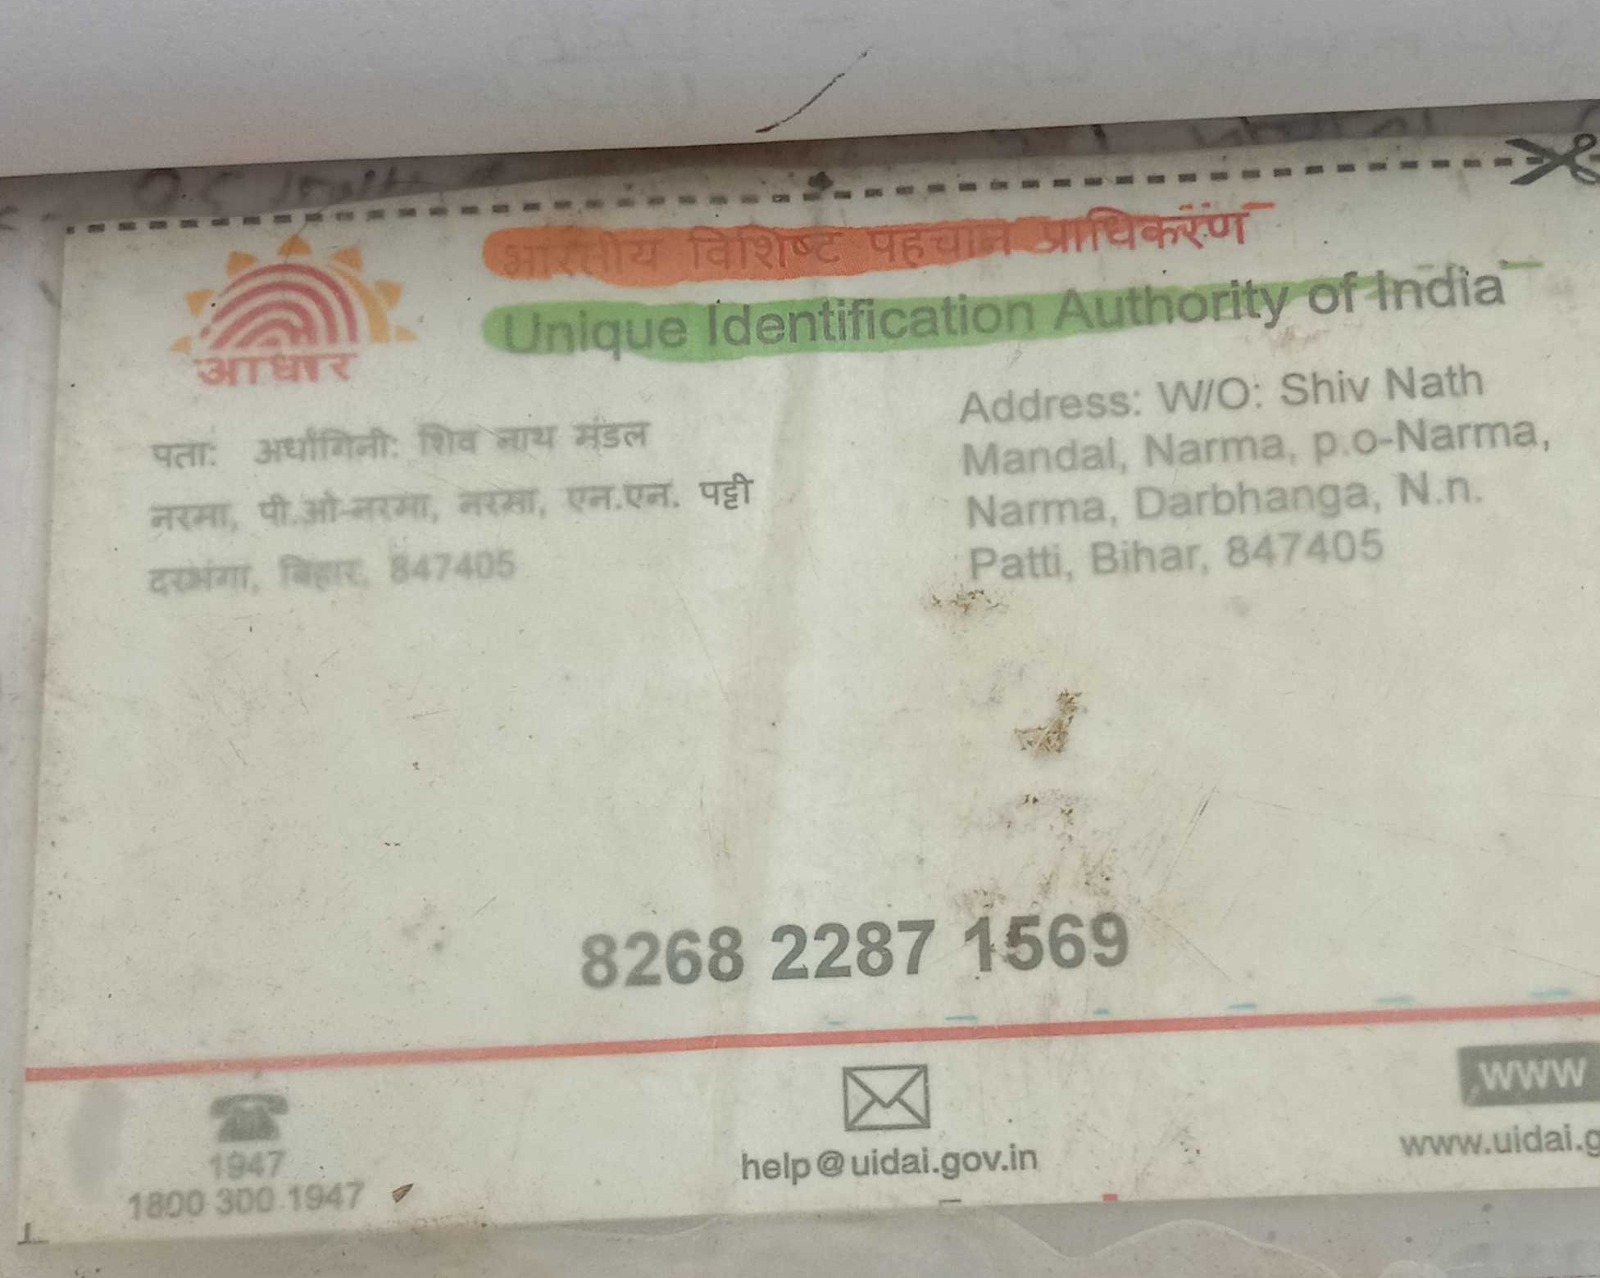 भारतीय विशिष्ट पहचान प्राधिकरण
Unique Identification Authority of India
आधार
पता: अर्धांगिनी: शिव नाथ मंडल
नरमा, पी.ओ-नरमा, नरमा, एन.एन. पट्टी
दरभंगा, बिहार, 847405
Address: W/O: Shiv Nath
Mandal, Narma, p.o-Narma,
Narma, Darbhanga, N.n.
Patti, Bihar, 847405
8268 2287 1569
1947
1800 300 1947
help@uidai.gov.in
www
www.uidai.g